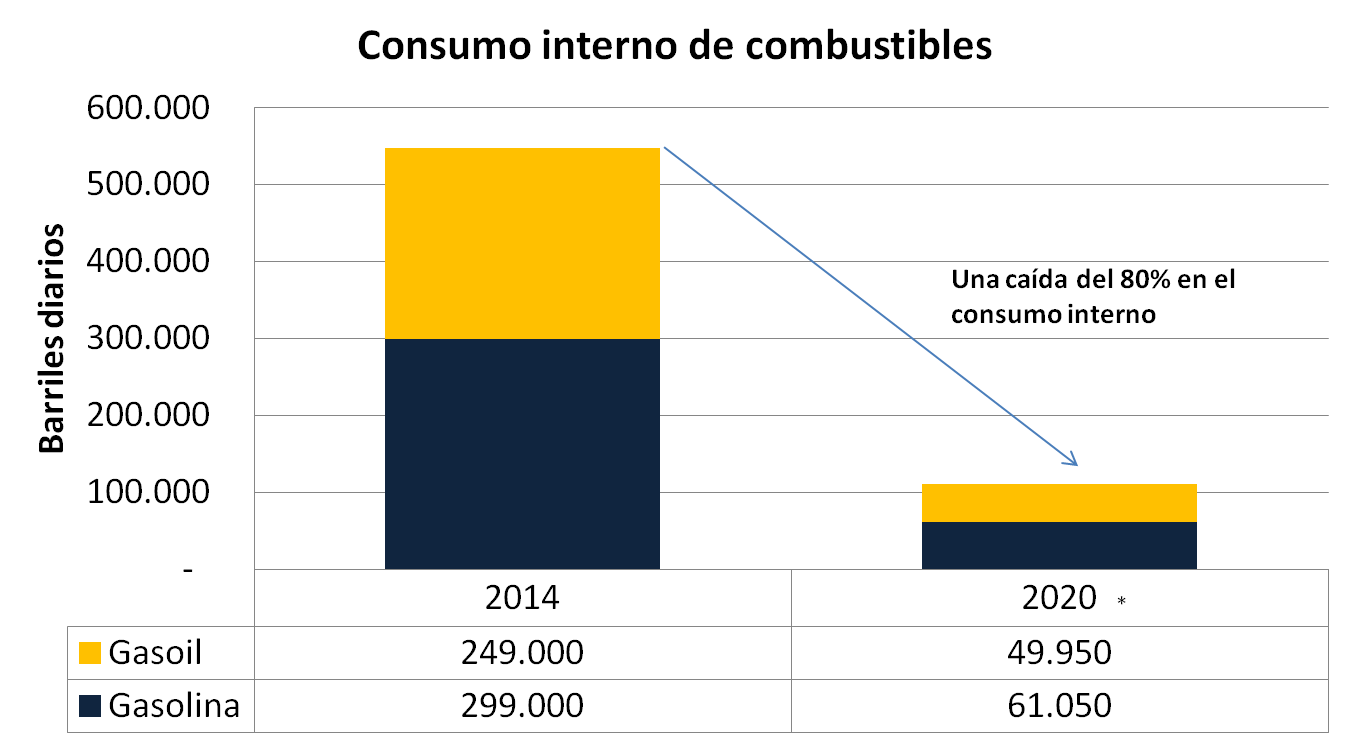 Consumo interno de combustibles
Barriles diarios
600.000
500.000
400.000
300.000
200.000
100.000
-
Una caída del 80% en el
consumo interno
2014 2020 *
Gasoil 249.000 49.950
Gasolina 299.000 61.050